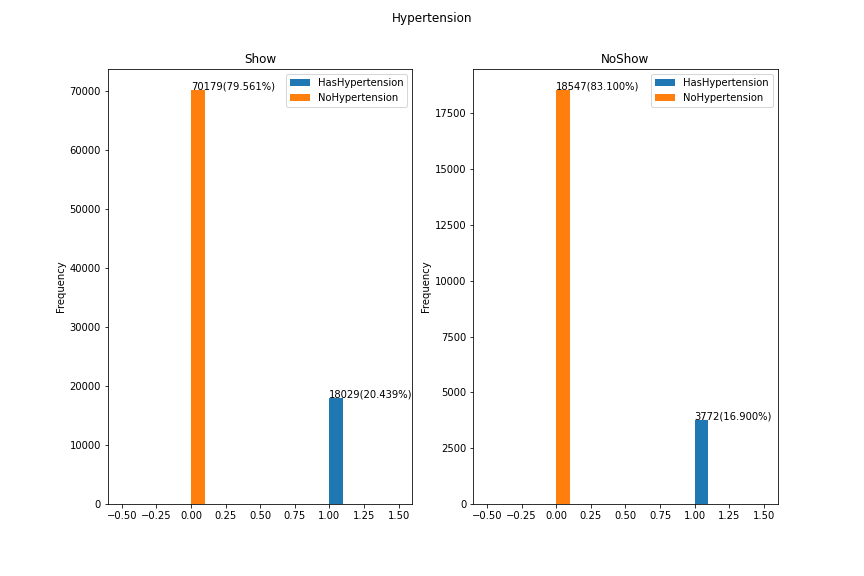 Hypertension
Show
70179(79.561%)
HasHypertension
NoHypertension
70000
60000
50000
40000
30000
20000
10000
0
Frequency
18029(20.439%)
−0.50 −0.25 0.00 0.25 0.50 0.75 1.00 1.25 1.50
NoShow
18547(83.100%)
HasHypertension
NoHypertension
17500
15000
12500
10000
7500
5000
2500
0
Frequency
3772(16.900%)
−0.50 −0.25 0.00 0.25 0.50 0.75 1.00 1.25 1.50